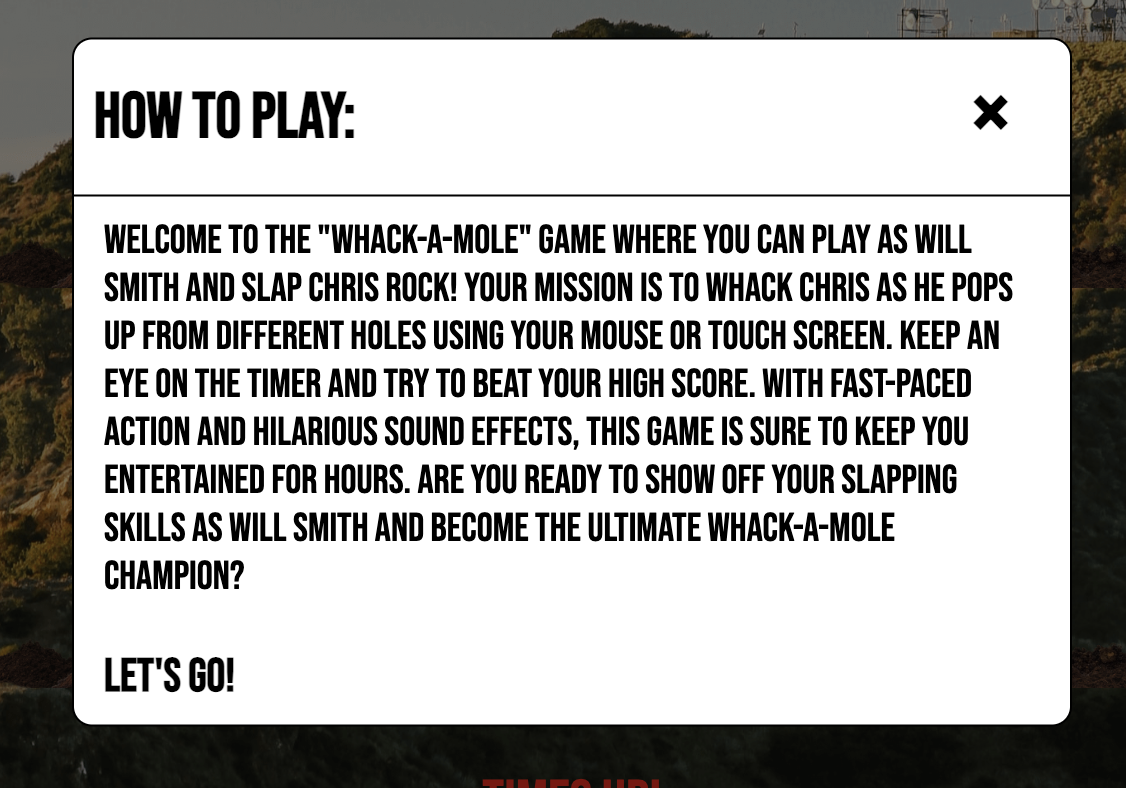 HOW TO PLAY:
WELCOME TO THE "WHACK-A-MOLE" GAME WHERE YOU CAN PLAY AS WILL
SMITH AND SLAP CHRIS ROCK! YOUR MISSION IS TO WHACK CHRIS AS HE POPS
UP FROM DIFFERENT HOLES USING YOUR MOUSE OR TOUCH SCREEN. KEEP AN
EYE ON THE TIMER AND TRY TO BEAT YOUR HIGH SCORE. WITH FAST-PACED
ACTION AND HILARIOUS SOUND EFFECTS, THIS GAME IS SURE TO KEEP YOU
ENTERTAINED FOR HOURS. ARE YOU READY TO SHOW OFF YOUR SLAPPING
SKILLS AS WILL SMITH AND BECOME THE ULTIMATE WHACK-A-MOLE
CHAMPION?
LET'S GO!
TIMES UP!